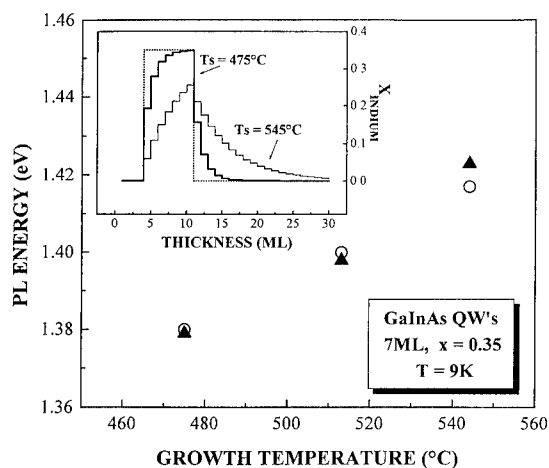 1.46
1.44
1.42
1.40
1.38
1.36
PL ENERGY (eV)
460
480
500
520
540
560
GROWTH TEMPERATURE (°C)
Ts = 475°C
Ts = 545°C
0.4
0.3
0.2
0.1
0.0
X INDIUM
0
5
10
15
20
25
30
THICKNESS (ML)
GaInAs QW's
7ML, x = 0.35
T = 9K